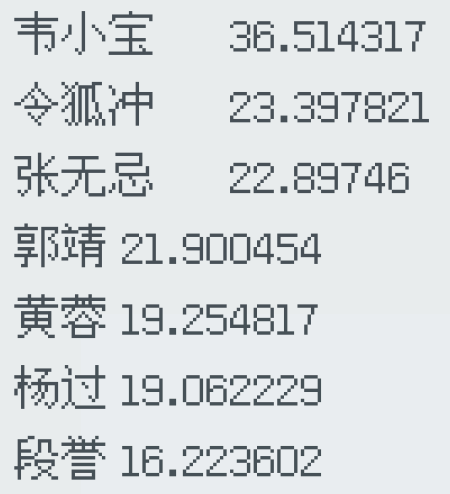 韦小宝 36.514317
令狐冲 23.397821
张无忌 22.89746
郭靖 21.900454
黄蓉 19.254817
杨过 19.062229
段誉 16.223602